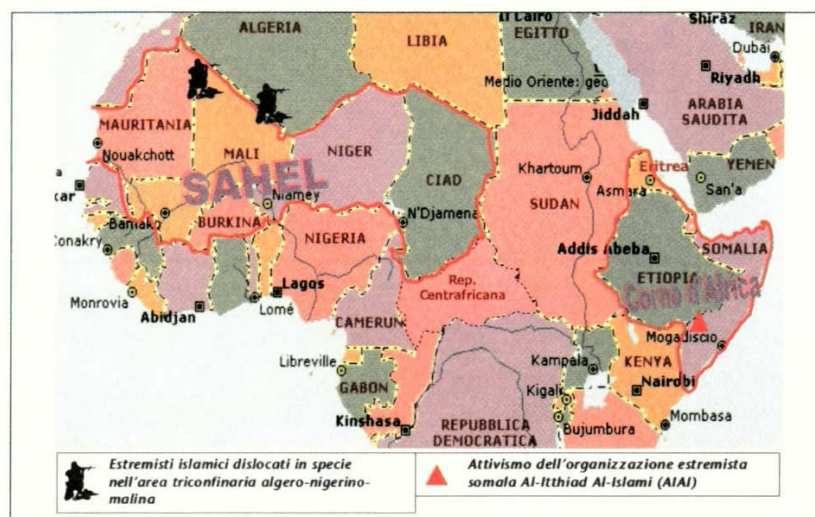 Shiràz
IRAN
ALGERIA
LIBIA
Il Cairo
EGITTO
Dubai
Riyadh
Medio Oriente: geo
Jiddah
ARABIA
SAUDITA
MAURITANIA
Nouakchott
MALI
NIGER
CIAD
SUDAN
Khartoum
Eritrea
Asmara
YEMEN
San'a
SAHEL
Niamey
Bamako
BURKINA
N'Djamena
NIGERIA
Conakry
Addis Abeba
SOMALIA
ETIOPIA
Corno d'Africa
Rep.
Centrafricana
Monrovia
Abidjan
Lomé
Lagos
CAMERUN
Mogadiscio
Libreville
GABON
Kampala
KENYA
Nairobi
Kigali
Kinshasa
REPUBBLICA
DEMOCRATICA
Bujumbura
Mombasa
Estremisti islamici dislocati in specie
nell'area triconfinaria algero-nigerino-
malina
Attivismo dell'organizzazione estremista
somala Al-Itthiad Al-Islami (AIAI)